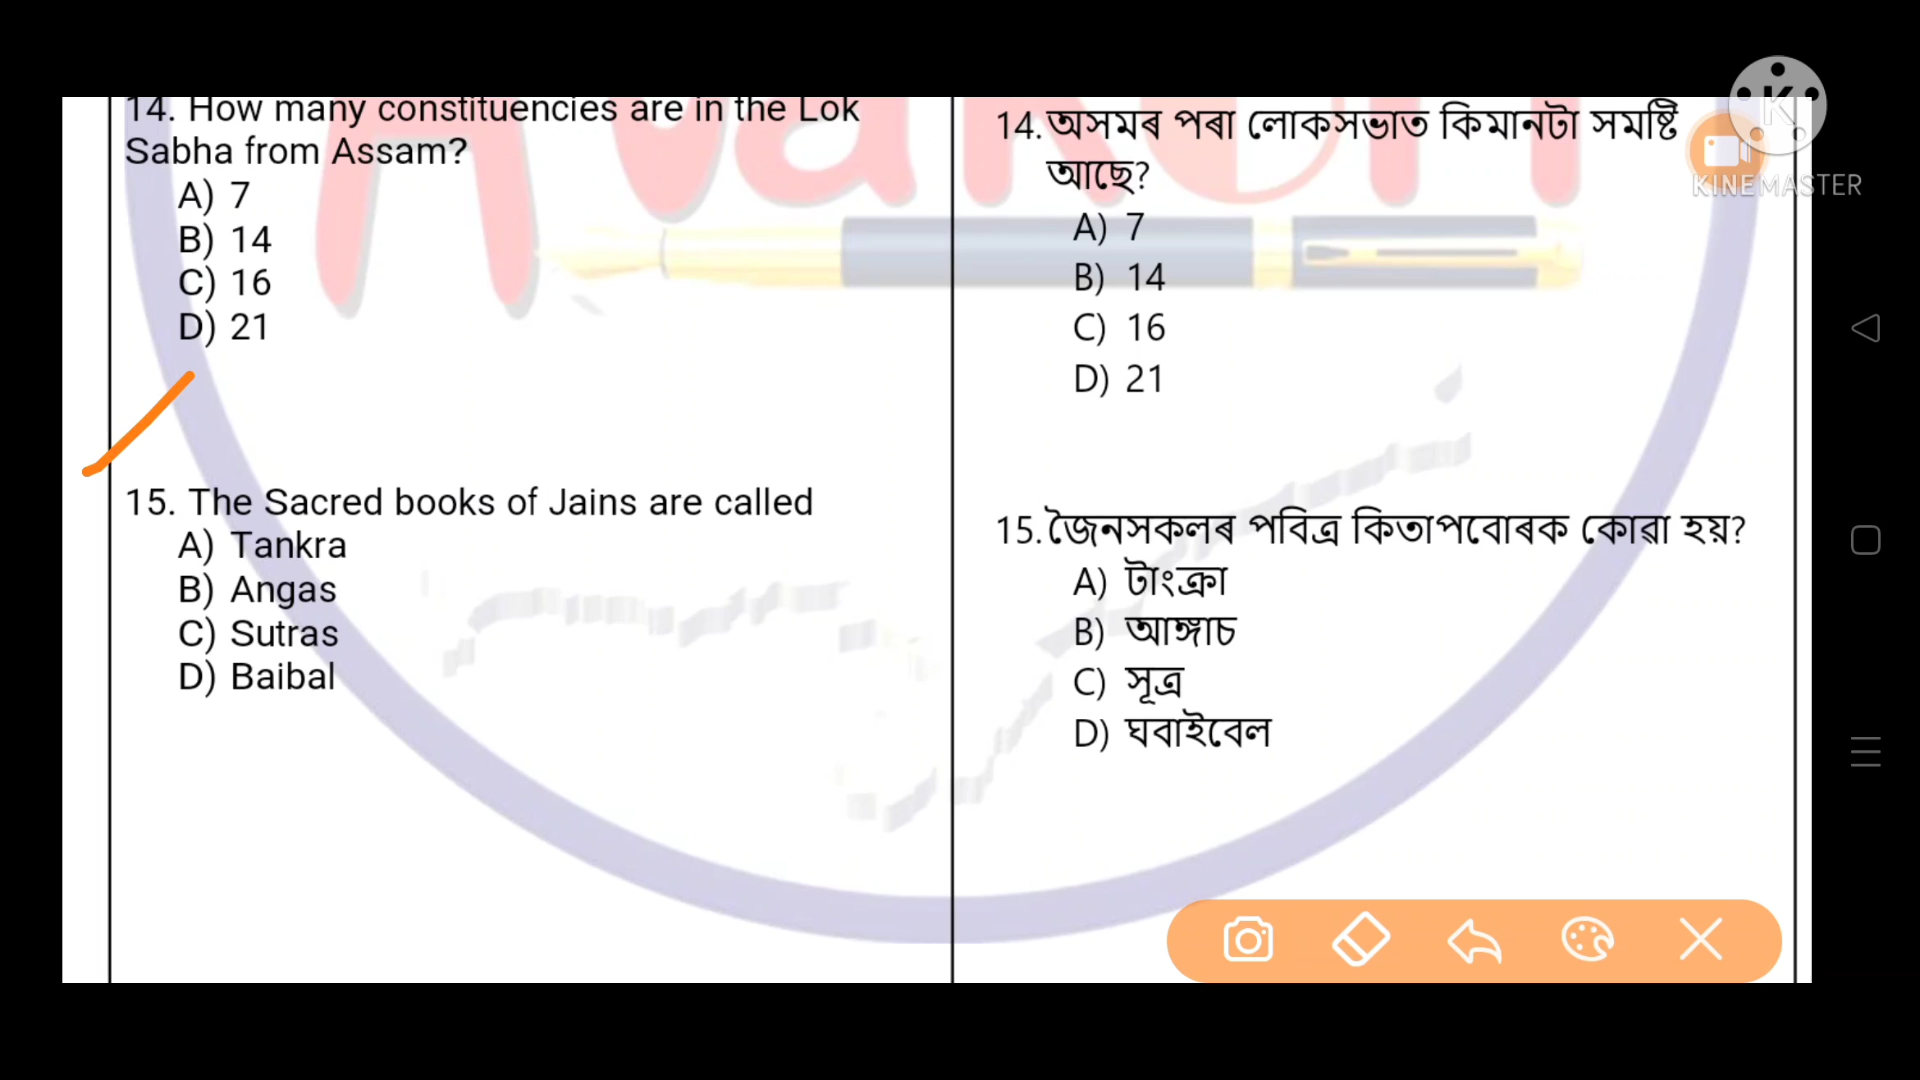 14. How many constituencies are in the Lok
Sabha from Assam?
A) 7
B) 14
C) 16
D) 21
15. The Sacred books of Jains are called
A) Tankra
B) Angas
C) Sutras
D) Baibal
14. অসমৰ পৰা লোকসভাত কিমানটা সমষ্টি
আছে?
A) 7
B) 14
C) 16
D) 21
15. জৈনসকলৰ পবিত্ৰ কিতাপবোৰক কোৱা হয়?
A) টাংক্ৰা
B) আঙ্গাচ
C) সূত্ৰ
D) ঘবাইবেল
K
KINEMASTER